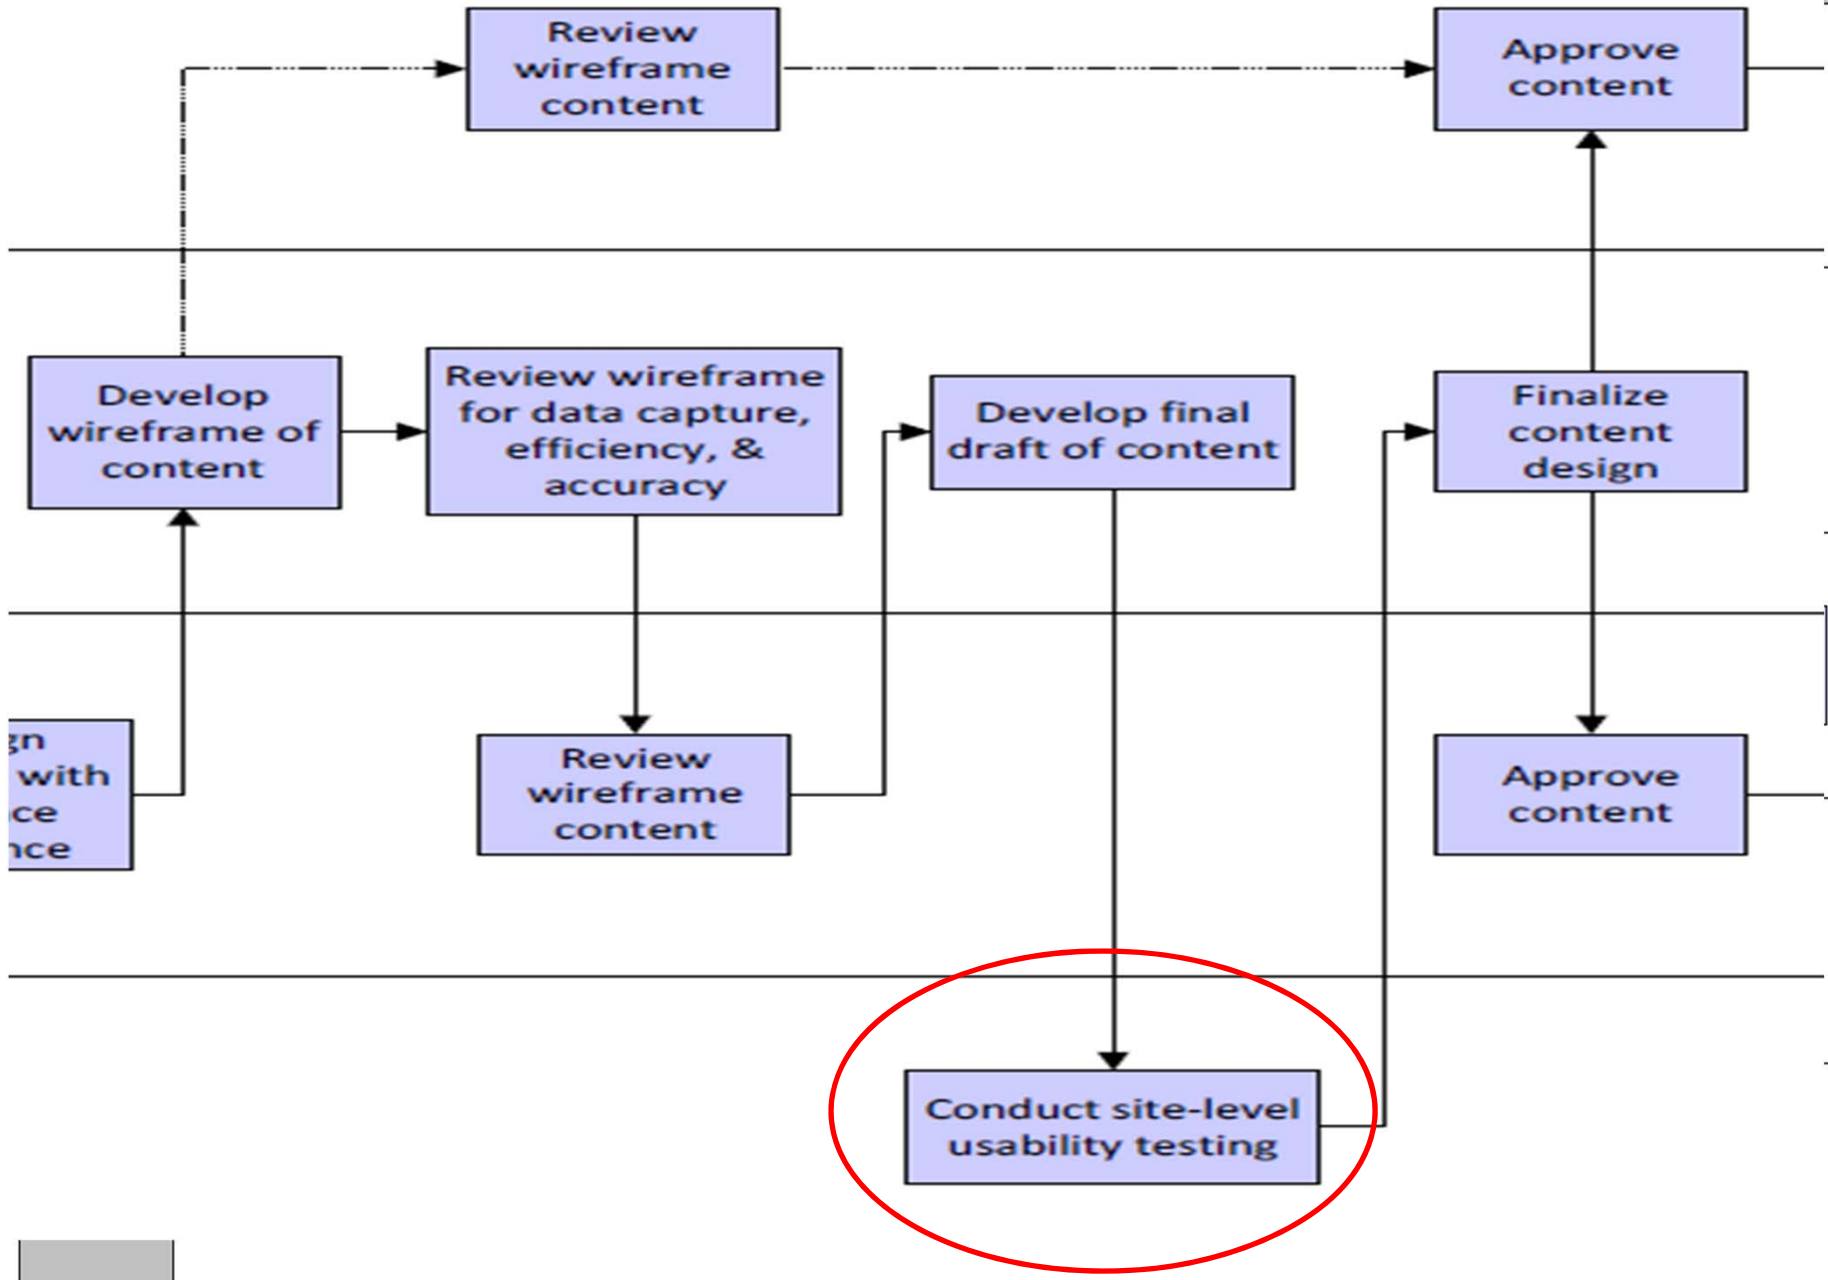 Review
wireframe
content
Approve
content
Develop
wireframe of
content
Review wireframe
for data capture,
efficiency, &
accuracy
Develop final
draft of content
Finalize
content
design
with
Review
wireframe
content
Approve
content
Conduct site-level
usability testing